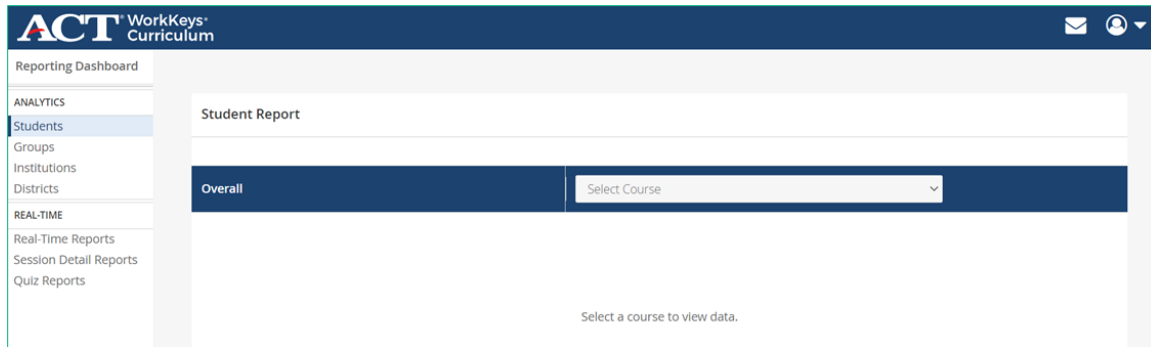 ACT® WorkKeys®
Curriculum
Reporting Dashboard
ANALYTICS
Students
Groups
Institutions
Districts
REAL-TIME
Real-Time Reports
Session Detail Reports
Quiz Reports
Student Report
Overall
Select Course
Select a course to view data.